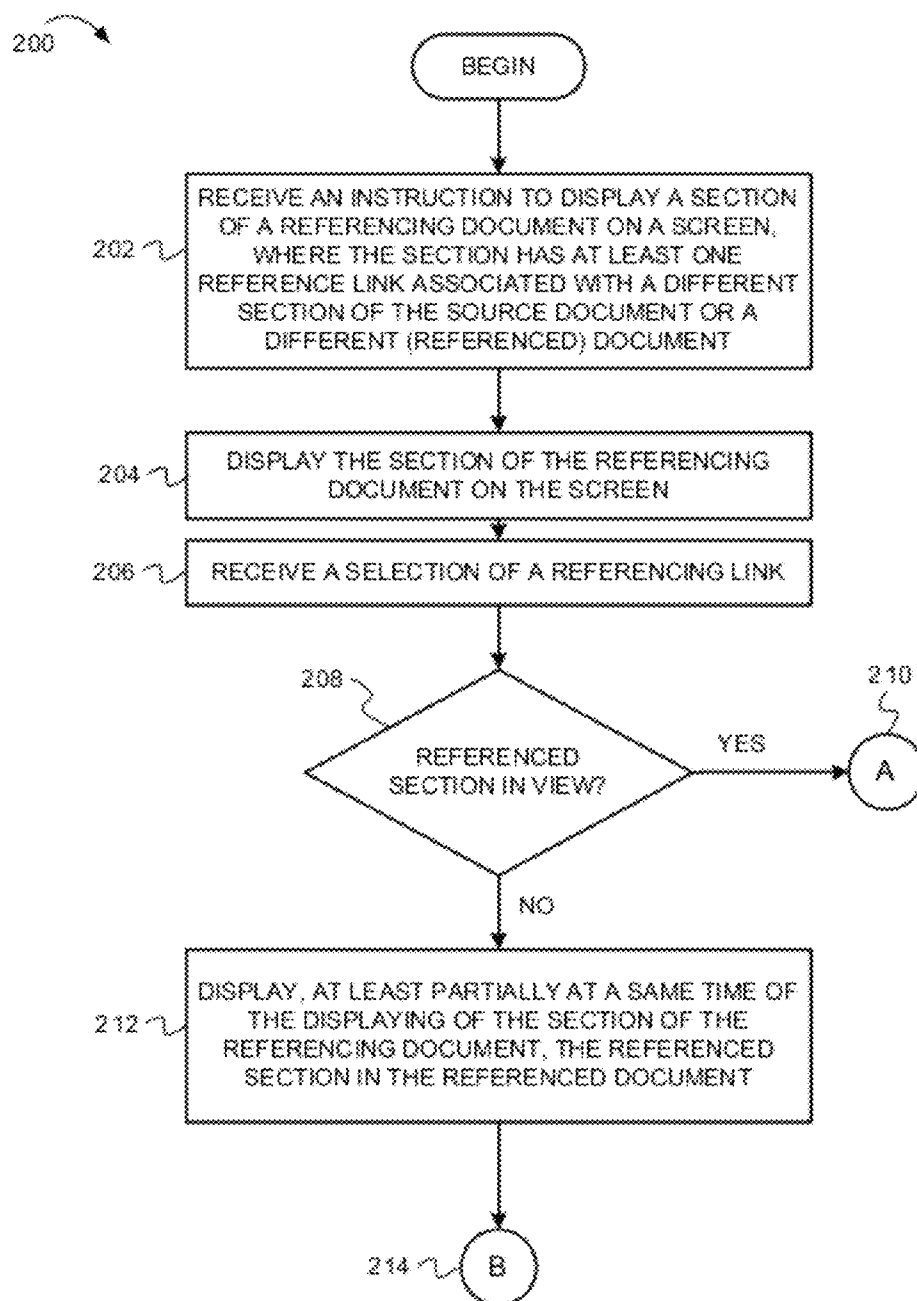 200
BEGIN
202
RECEIVE AN INSTRUCTION TO DISPLAY A SECTION
OF A REFERENCING DOCUMENT ON A SCREEN,
WHERE THE SECTION HAS AT LEAST ONE
REFERENCE LINK ASSOCIATED WITH A DIFFERENT
SECTION OF THE SOURCE DOCUMENT OR A
DIFFERENT (REFERENCED) DOCUMENT
204
DISPLAY THE SECTION OF THE REFERENCING
DOCUMENT ON THE SCREEN
206
RECEIVE A SELECTION OF A REFERENCING LINK
208
REFERENCED
SECTION IN VIEW?
YES
210
A
NO
212
DISPLAY, AT LEAST PARTIALLY AT A SAME TIME OF
THE DISPLAYING OF THE SECTION OF THE
REFERENCING DOCUMENT, THE REFERENCED
SECTION IN THE REFERENCED DOCUMENT
214
B